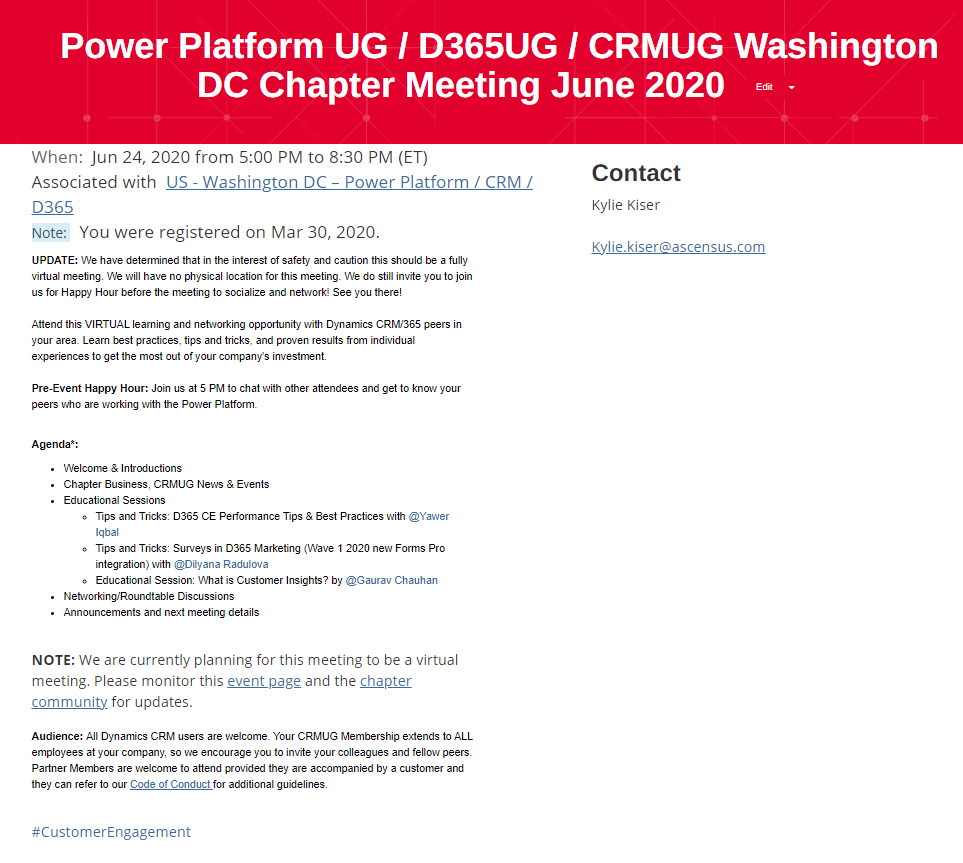 Power Platform UG / D365UG / CRMUG Washington
DC Chapter Meeting June 2020
Edit
When: Jun 24, 2020 from 5:00 PM to 8:30 PM (ET)
Associated with US - Washington DC – Power Platform / CRM /
D365
Note: You were registered on Mar 30, 2020.
UPDATE: We have determined that in the interest of safety and caution this should be a fully
virtual meeting. We will have no physical location for this meeting. We do still invite you to join
us for Happy Hour before the meeting to socialize and network! See you there!
Attend this VIRTUAL learning and networking opportunity with Dynamics CRM/365 peers in
your area. Learn best practices, tips and tricks, and proven results from individual
experiences to get the most out of your company's investment.
Pre-Event Happy Hour: Join us at 5 PM to chat with other attendees and get to know your
peers who are working with the Power Platform.
Agenda*:
• Welcome & Introductions
• Chapter Business, CRMUG News & Events
• Educational Sessions
◦ Tips and Tricks: D365 CE Performance Tips & Best Practices with @Yawer
Iqbal
◦ Tips and Tricks: Surveys in D365 Marketing (Wave 1 2020 new Forms Pro
integration) with @Dilyana Radulova
◦ Educational Session: What is Customer Insights? by @Gaurav Chauhan
• Networking/Roundtable Discussions
• Announcements and next meeting details
NOTE: We are currently planning for this meeting to be a virtual
meeting. Please monitor this event page and the chapter
community for updates.
Audience: All Dynamics CRM users are welcome. Your CRMUG Membership extends to ALL
employees at your company, so we encourage you to invite your colleagues and fellow peers.
Partner Members are welcome to attend provided they are accompanied by a customer and
they can refer to our Code of Conduct for additional guidelines.
#CustomerEngagement
Contact
Kylie Kiser
Kylie.kiser@ascensus.com